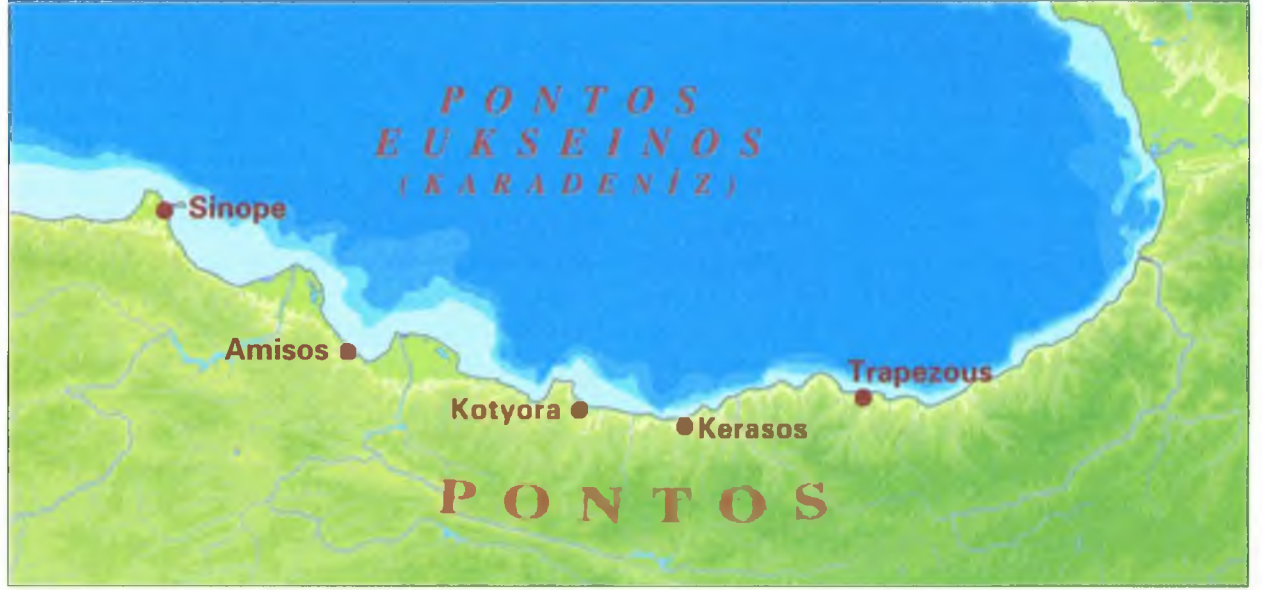 PONTOS
EUKSEINOS
(KARADENİZ)
Sinope
Amisos
Trapezous
Kotyora
Kerasos
PONTOS